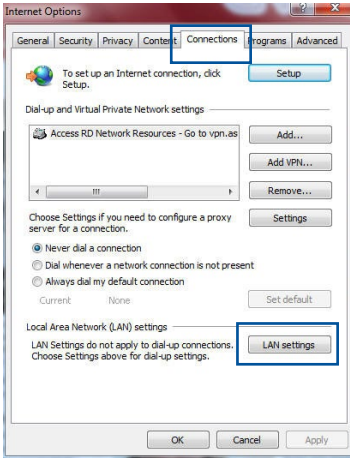 Internet Options
General Security Privacy Content Connections Programs Advanced
To set up an Internet connection, click
Setup.
Setup
Dial-up and Virtual Private Network settings
Access RD Network Resources - Go to vpn.as
Add...
Add VPN...
Remove...
Choose Settings if you need to configure a proxy
server for a connection.
Settings
Never dial a connection
Dial whenever a network connection is not present
Always dial my default connection
Current None
Set default
Local Area Network (LAN) settings
LAN Settings do not apply to dial-up connections.
Choose Settings above for dial-up settings.
LAN settings
OK Cancel Apply